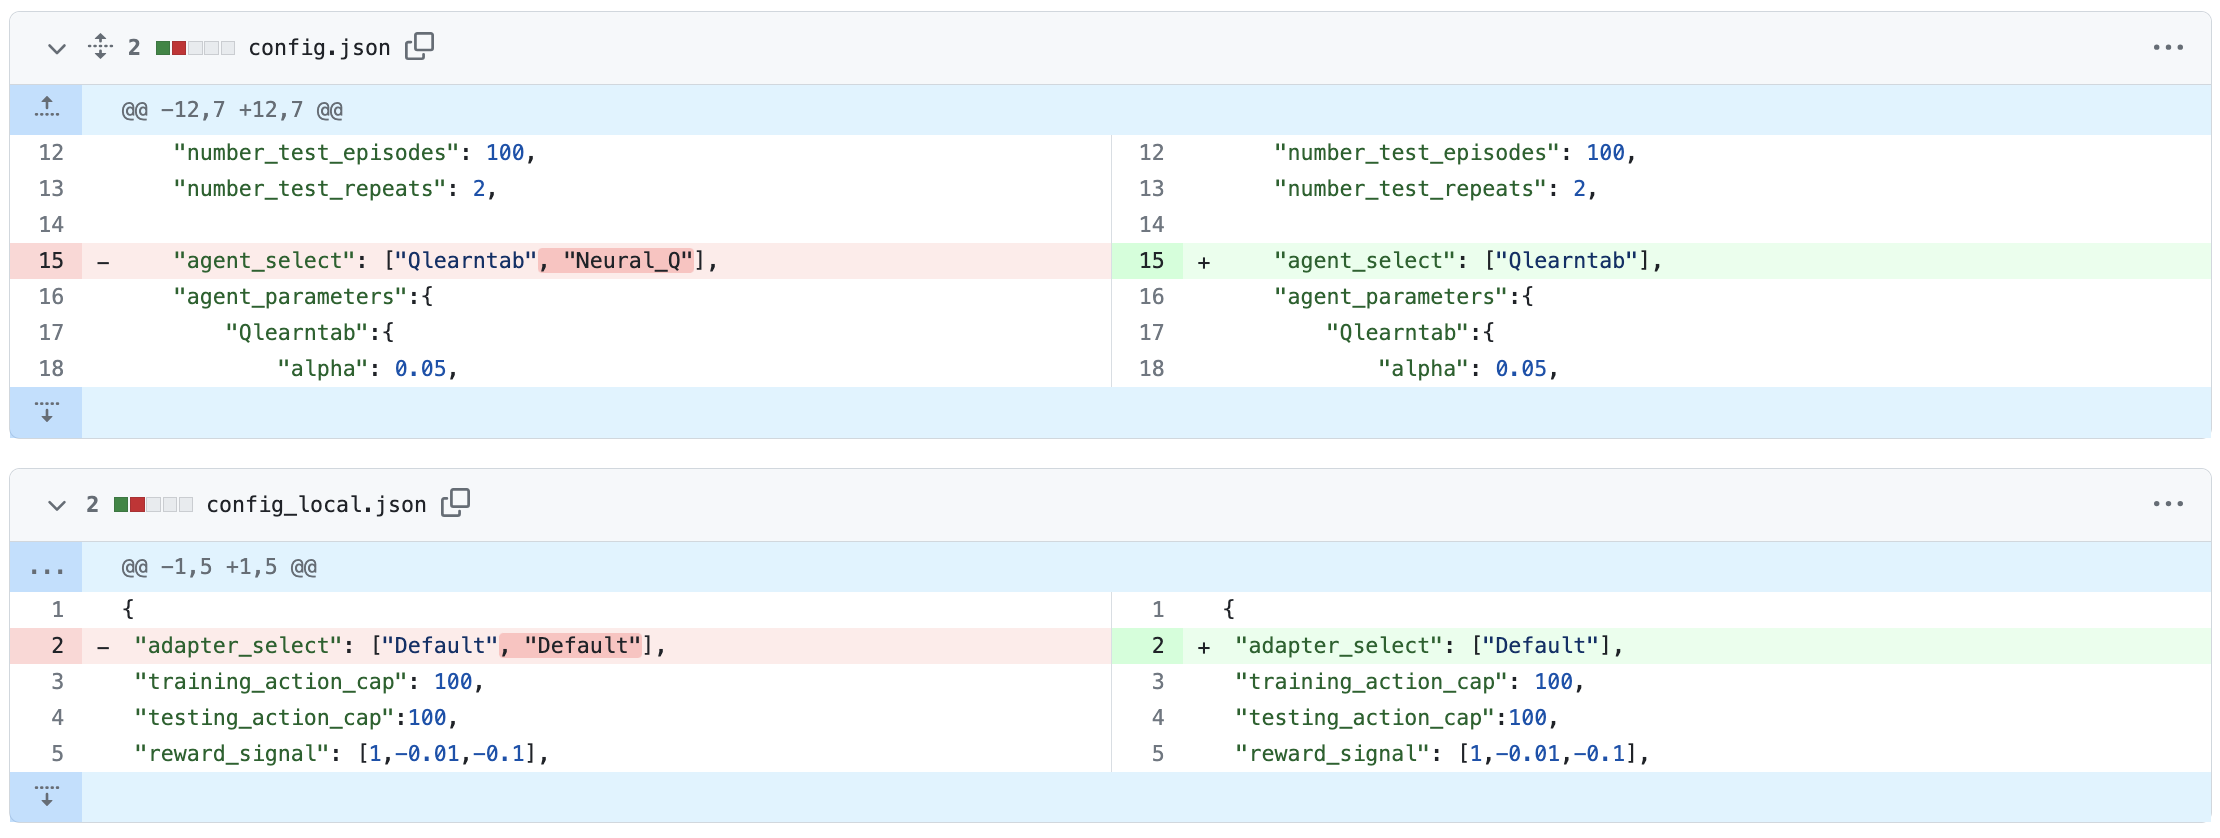 2 config.json
@@ -12,7 +12,7 @@
12 "number_test_episodes": 100, 12 "number_test_episodes": 100,
13 "number_test_repeats": 2, 13 "number_test_repeats": 2,
14 14
15 - "agent_select": ["Qlearntab", "Neural_Q"], 15 + "agent_select": ["Qlearntab"],
16 "agent_parameters":{ 16 "agent_parameters":{
17 "Qlearntab":{ 17 "Qlearntab":{
18 "alpha": 0.05, 18 "alpha": 0.05,
2 config_local.json
... @@ -1,5 +1,5 @@
1 { 1 {
2 - "adapter_select": ["Default", "Default"], 2 + "adapter_select": ["Default"],
3 "training_action_cap": 100, 3 "training_action_cap": 100,
4 "testing_action_cap":100, 4 "testing_action_cap":100,
5 "reward_signal": [1,-0.01,-0.1], 5 "reward_signal": [1,-0.01,-0.1],